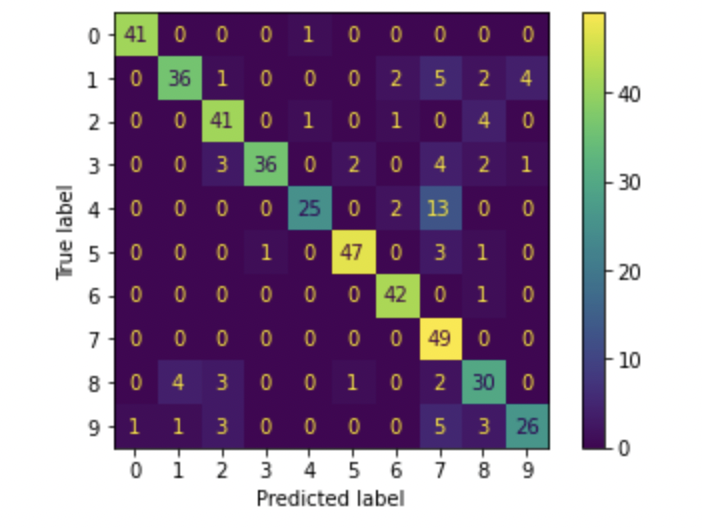 0 41 0 0 0 1 0 0 0 0 0
1 0 36 1 0 0 0 2 5 2 4
2 0 0 41 0 1 0 1 0 4 0
3 0 0 3 36 0 2 0 4 2 1
4 0 0 0 0 25 0 2 13 0 0
5 0 0 0 1 0 47 0 3 1 0
6 0 0 0 0 0 0 42 0 1 0
7 0 0 0 0 0 0 0 49 0 0
8 0 4 3 0 0 1 0 2 30 0
9 1 1 3 0 0 0 0 5 3 26
0 1 2 3 4 5 6 7 8 9
Predicted label
True label
40
30
20
10
0